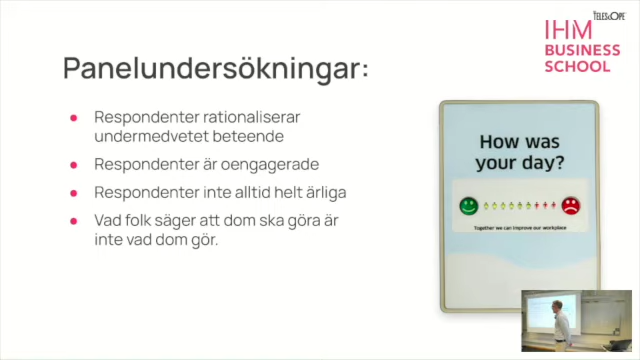 TELESCOPE
IHM
BUSINESS
SCHOOL
Panelundersökningar:
Respondenter rationaliserar
undermedvetet beteende
Respondenter är oengagerade
Respondenter inte alltid helt ärliga
Vad folk säger att dom ska göra är
inte vad dom gör.
How was
your day?
Together we can improve our workplace